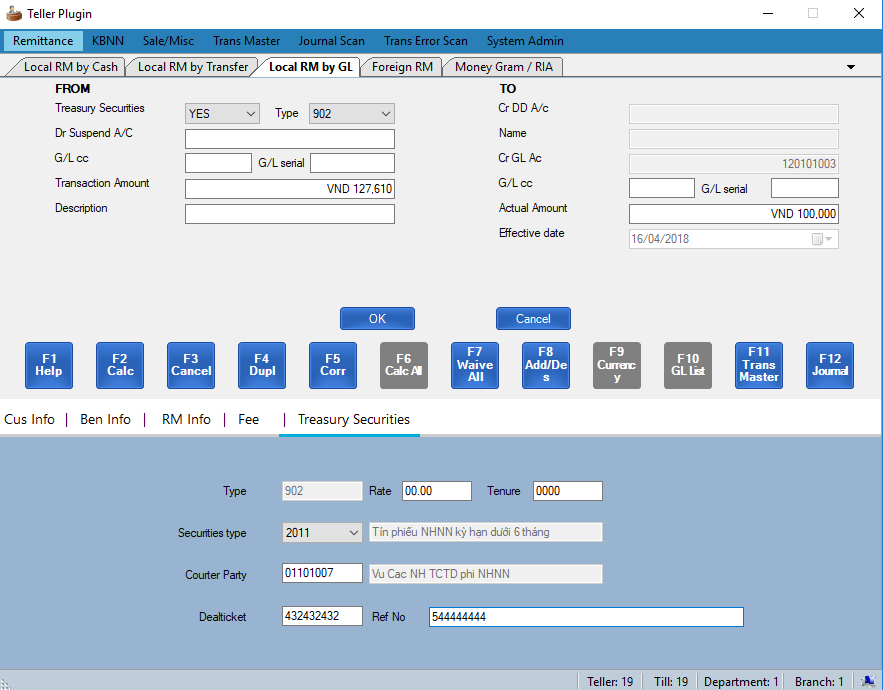 Teller Plugin
Remittance KBNN Sale/Misc Trans Master Journal Scan Trans Error Scan System Admin
Local RM by Cash Local RM by Transfer Local RM by GL Foreign RM Money Gram / RIA
FROM TO
Treasury Securities YES Type 902 Cr DD A/c
Dr Suspend A/C Name
G/L cc G/L serial Cr GL Ac 120101003
Transaction Amount VND 127,610 G/L cc G/L serial
Description Actual Amount VND 100,000
Effective date 16/04/2018
OK Cancel
F1 F2 F3 F4 F5 F6 F7 F8 F9 F10 F11 F12
Help Calc Cancel Dupl Corr Calc All Waive Add/De Currenc GL List Trans Journal
All s y Master
Cus Info | Ben Info | RM Info | Fee | Treasury Securities
Type 902 Rate 00.00 Tenure 0000
Securities type 2011 Tín phiếu NHNN kỳ hạn dưới 6 tháng
Courter Party 01101007 Vu Cac NH TCTD phi NHNN
Dealticket 432432432 Ref No 544444444
Teller: 19 Till: 19 Department: 1 Branch: 1